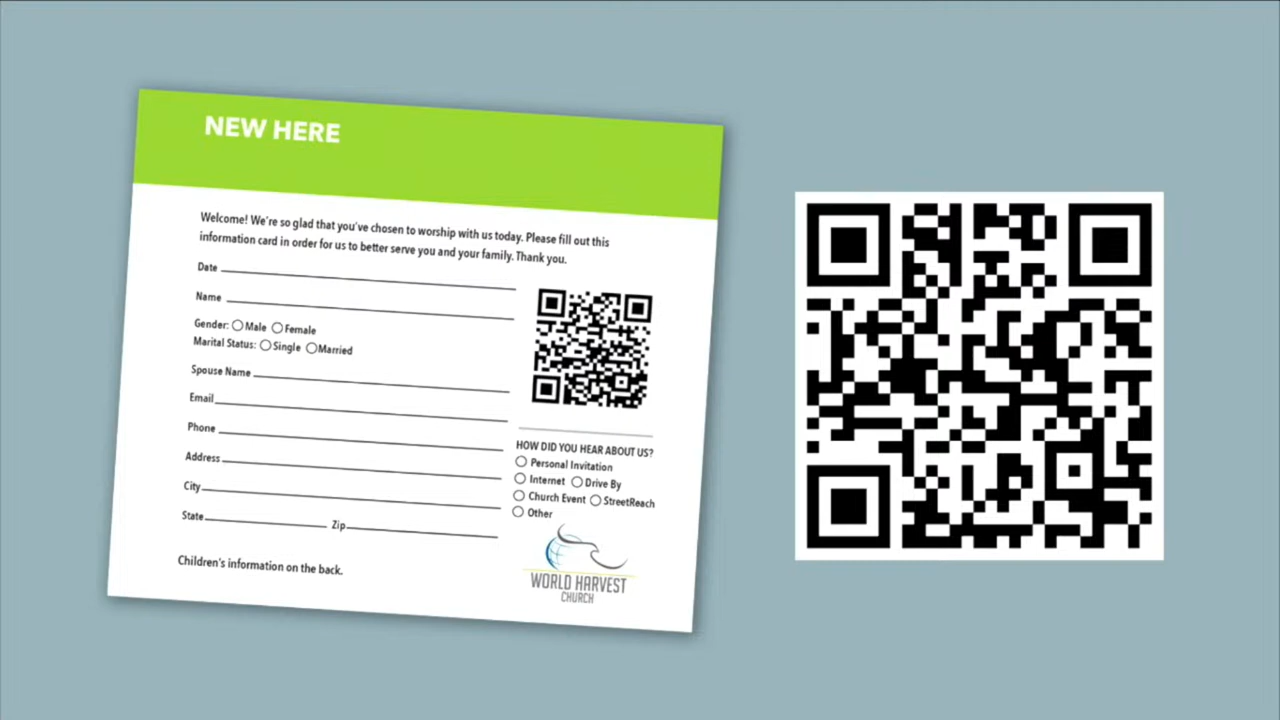 NEW HERE
Welcome! We're so glad that you've chosen to worship with us today. Please fill out this
information card in order for us to better serve you and your family. Thank you.
Date
Name
Gender: Male Female
Marital Status: Single Married
Spouse Name
Email
Phone
Address
City
State Zip
Children's information on the back.
HOW DID YOU HEAR ABOUT US?
Personal Invitation
Internet Drive By
Church Event StreetReach
Other
WORLD HARVEST
CHURCH